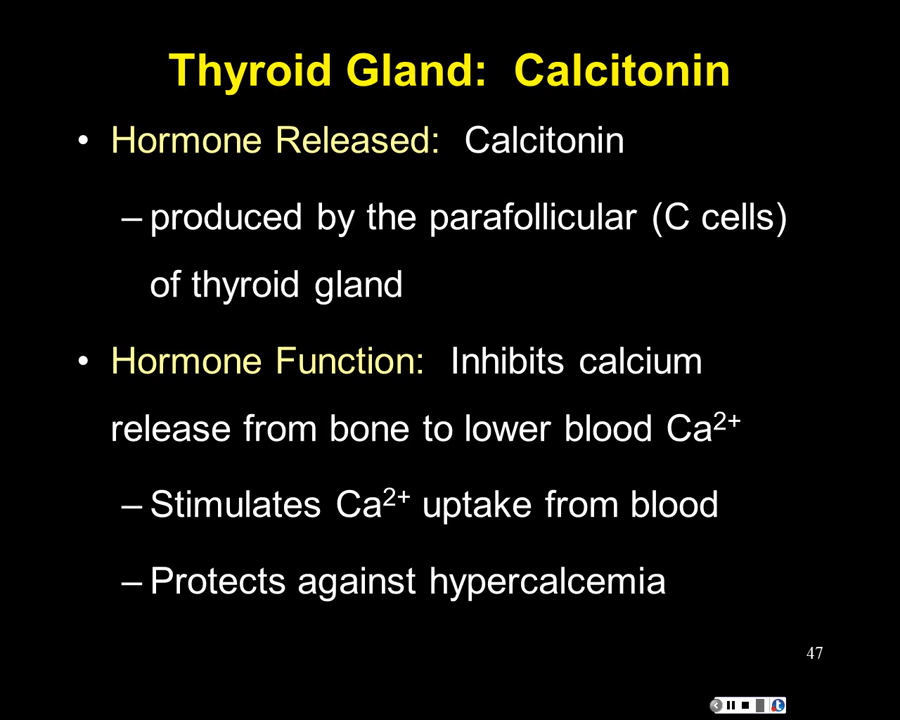 Thyroid Gland: Calcitonin
• Hormone Released: Calcitonin
– produced by the parafollicular (C cells)
of thyroid gland
• Hormone Function: Inhibits calcium
release from bone to lower blood Ca²⁺
– Stimulates Ca²⁺ uptake from blood
– Protects against hypercalcemia
47